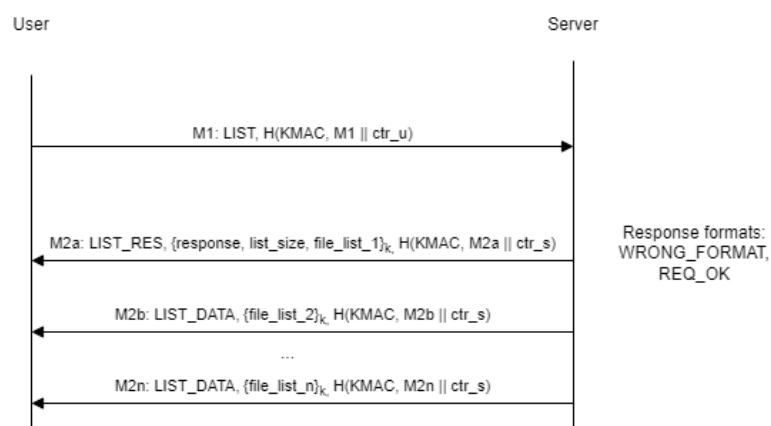 User
Server
M1: LIST, H(KMAC, M1 || ctr_u)
M2a: LIST_RES, {response, list_size, file_list_1}k, H(KMAC, M2a || ctr_s)
Response formats:
WRONG_FORMAT,
REQ_OK
M2b: LIST_DATA, {file_list_2}k, H(KMAC, M2b || ctr_s)
...
M2n: LIST_DATA, {file_list_n}k, H(KMAC, M2n || ctr_s)